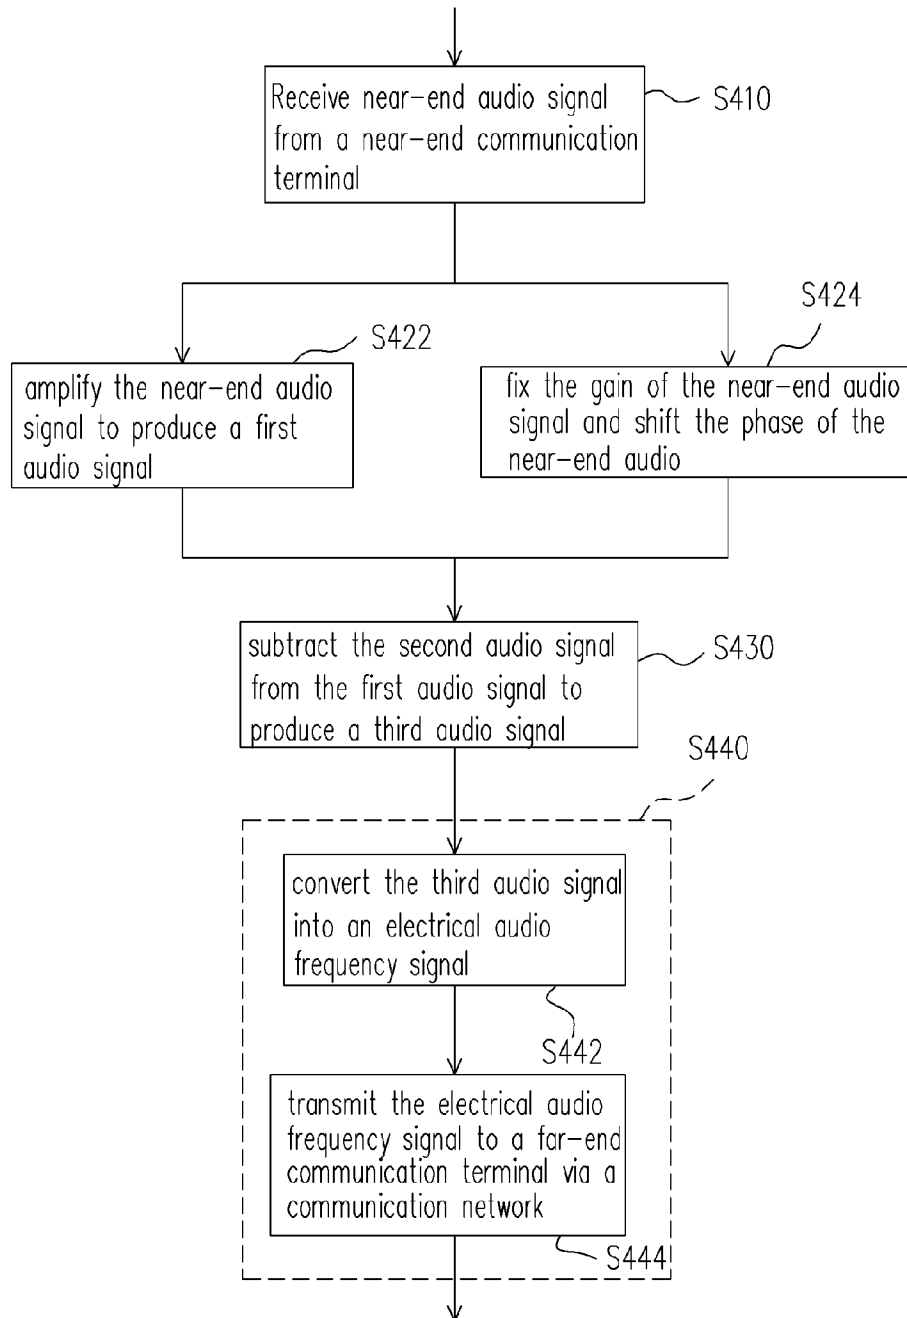 Receive near-end audio signal
from a near-end communication
terminal
S410
S424
S422
amplify the near-end audio
signal to produce a first
audio signal
fix the gain of the near-end audio
signal and shift the phase of the
near-end audio
subtract the second audio signal
from the first audio signal to
produce a third audio signal
S430
S440
convert the third audio signal
into an electrical audio
frequency signal
S442
transmit the electrical audio
frequency signal to a far-end
communication terminal via a
communication network
S444